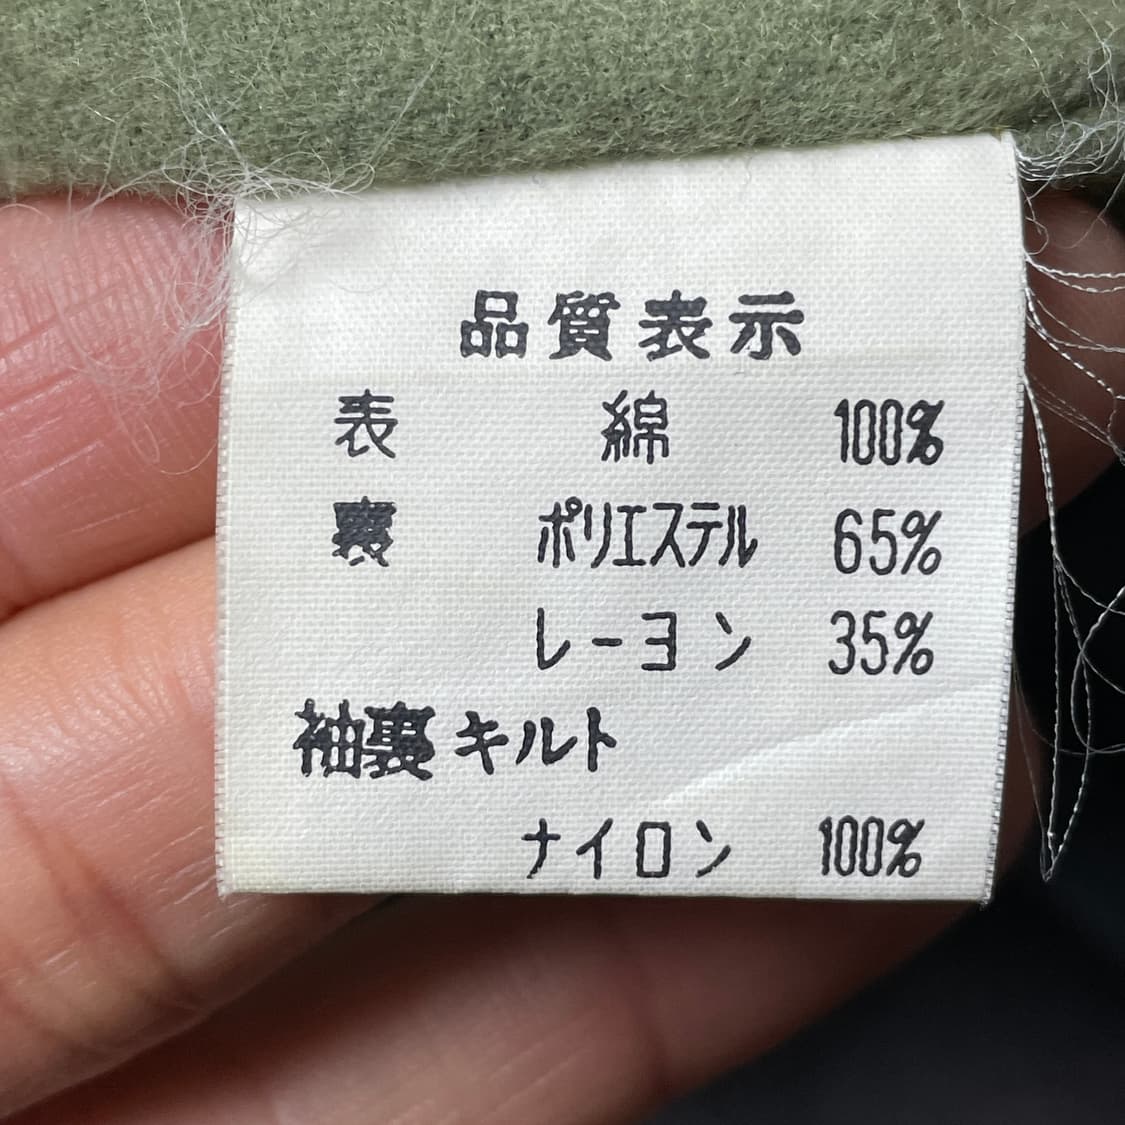 品質表示
表 綿 100%
裏 ポリエステル 65%
レーヨン 35%
袖裏キルト
ナイロン 100%